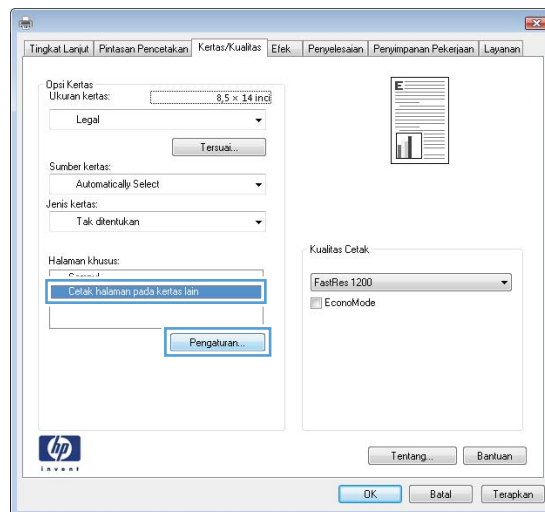 Tingkat Lanjut Pintasan Pencetakan Kertas/Kualitas Efek Penyelesaian Penyimpanan Pekerjaan Layanan
Opsi Kertas
Ukuran kertas: 8,5 × 14 inci
Legal
Tersuai...
Sumber kertas:
Automatically Select
Jenis kertas:
Tak ditentukan
Halaman khusus:
Cetak halaman pada kertas lain
Pengaturan...
E
Kualitas Cetak
FastRes 1200
EconoMode
hp
invent
Tentang... Bantuan
OK Batal Terapkan